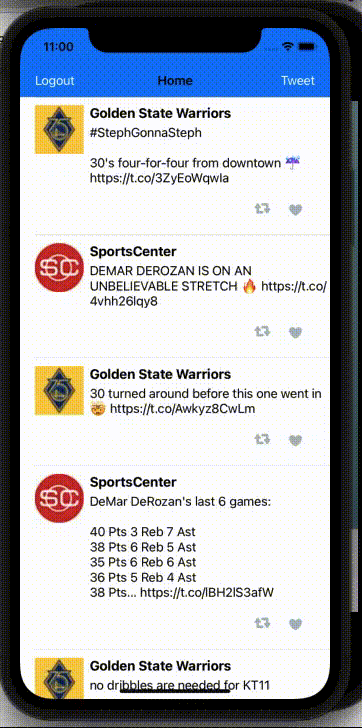 11:00
Logout Home Tweet
Golden State Warriors
#StephGonnaSteph
30's four-for-four from downtown ☔
https://t.co/3ZyEoWqwIa
SportsCenter
DEMAR DEROZAN IS ON AN
UNBELIEVABLE STRETCH 🔥 https://t.co/
4vhh26lqy8
Golden State Warriors
30 turned around before this one went in
🤯 https://t.co/Awkyz8CwLm
SportsCenter
DeMar DeRozan's last 6 games:
40 Pts 3 Reb 7 Ast
38 Pts 6 Reb 5 Ast
35 Pts 6 Reb 6 Ast
36 Pts 5 Reb 4 Ast
38 Pts... https://t.co/lBH2lS3afW
Golden State Warriors
no dribbles are needed for KT11